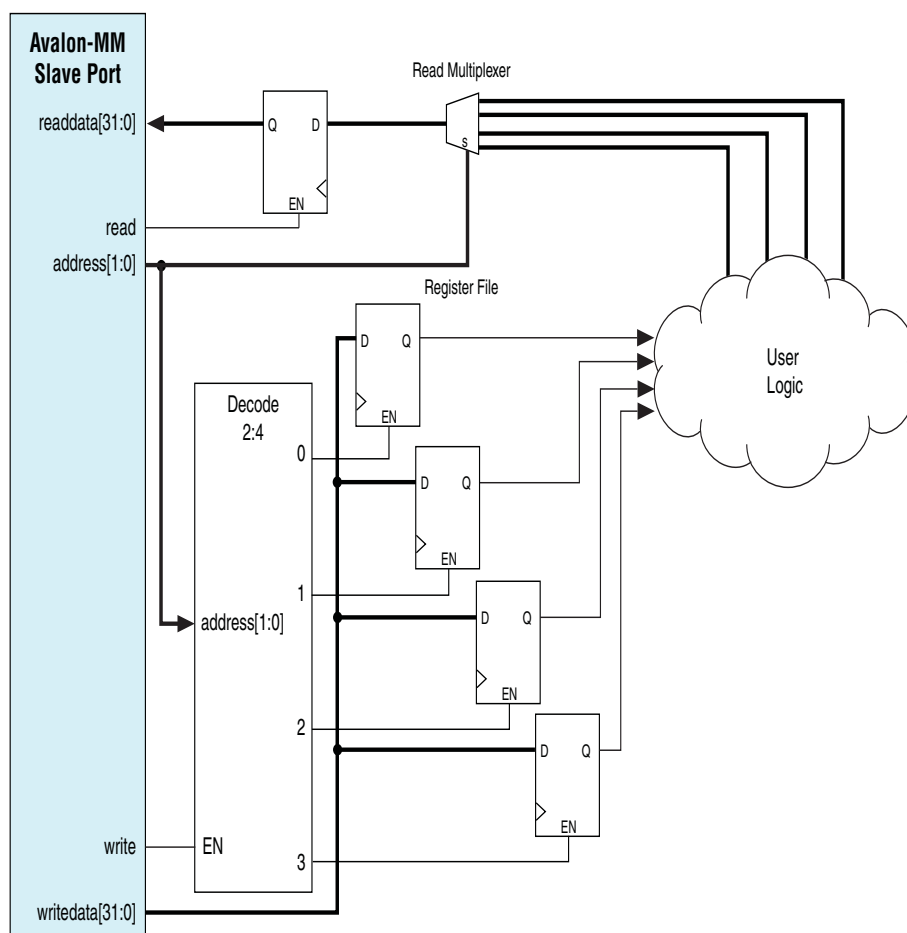 Avalon-MM
Slave Port
Read Multiplexer
readdata[31:0]
Q
D
s
EN
read
address[1:0]
Register File
D
Q
EN
User
Logic
Decode
2:4
0
D
Q
EN
1
address[1:0]
D
Q
EN
2
D
Q
EN
write
EN
3
writedata[31:0]